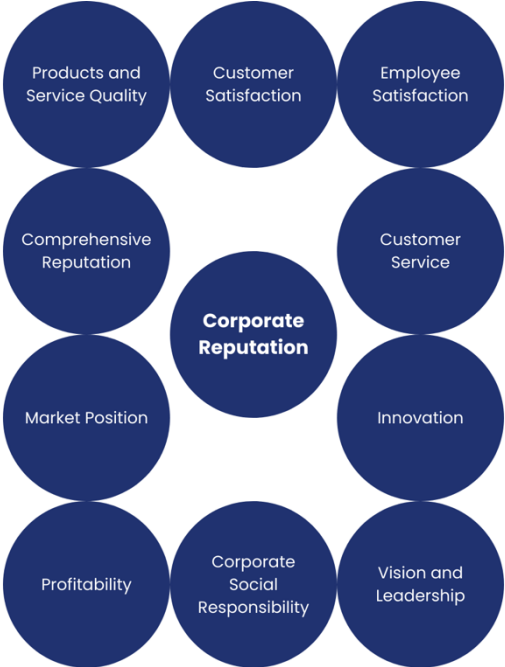 Products and
Service Quality
Customer
Satisfaction
Employee
Satisfaction
Comprehensive
Reputation
Customer
Service
Corporate
Reputation
Market Position
Innovation
Profitability
Corporate
Social
Responsibility
Vision and
Leadership